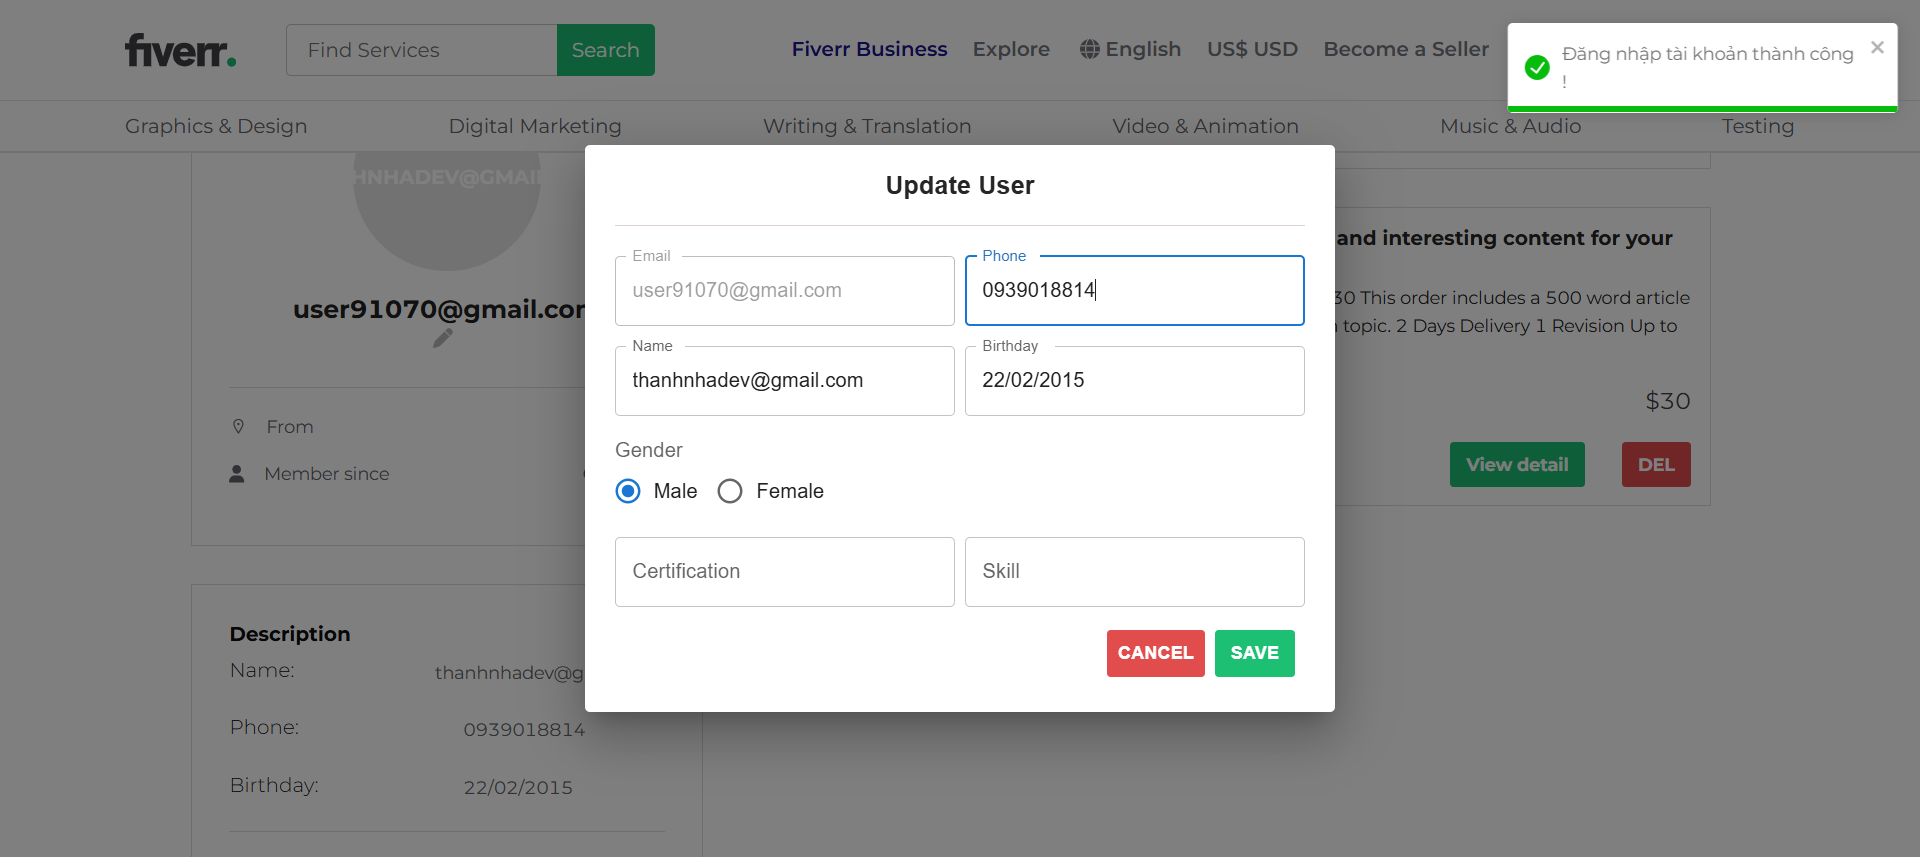 fiverr.
Find Services
Search
Fiverr Business
Explore
English
US$ USD
Become a Seller
Đăng nhập tài khoản thành công
!
Graphics & Design
Digital Marketing
Writing & Translation
Video & Animation
Music & Audio
Testing
HNHADEV@GMAI
user91070@gmail.com
From
Member since
Description
Name:
thanhnhadev@g
Phone:
0939018814
Birthday:
22/02/2015
Update User
Email
user91070@gmail.com
Phone
0939018814
Name
thanhnhadev@gmail.com
Birthday
22/02/2015
Gender
Male
Female
Certification
Skill
CANCEL
SAVE
and interesting content for your
30 This order includes a 500 word article
topic. 2 Days Delivery 1 Revision Up to
$30
View detail
DEL